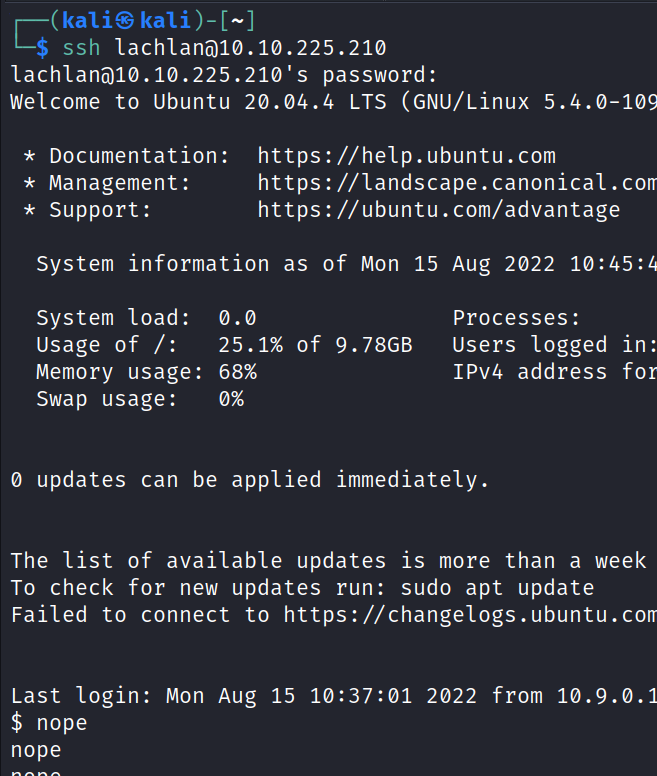 ┌──(kali㉿kali)-[~]
└─$ ssh lachlan@10.10.225.210
lachlan@10.10.225.210's password:
Welcome to Ubuntu 20.04.4 LTS (GNU/Linux 5.4.0-109
* Documentation: https://help.ubuntu.com
* Management: https://landscape.canonical.com
* Support: https://ubuntu.com/advantage
System information as of Mon 15 Aug 2022 10:45:4
System load: 0.0 Processes:
Usage of /: 25.1% of 9.78GB Users logged in:
Memory usage: 68% IPv4 address for
Swap usage: 0%
0 updates can be applied immediately.
The list of available updates is more than a week
To check for new updates run: sudo apt update
Failed to connect to https://changelogs.ubuntu.com
Last login: Mon Aug 15 10:37:01 2022 from 10.9.0.1
$ nope
nope
nope